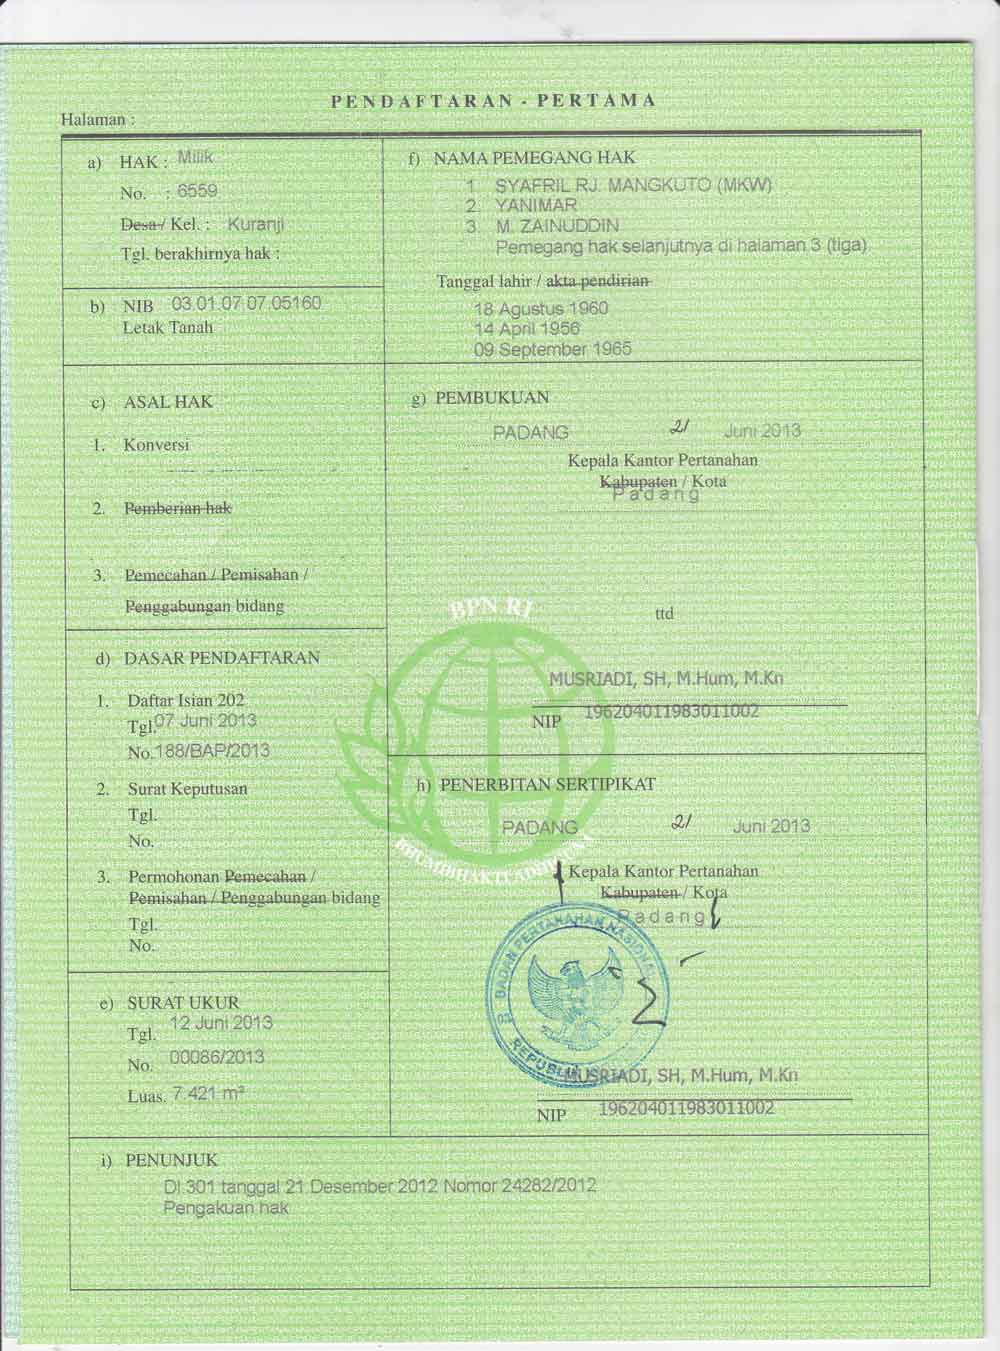 PENDAFTARAN - PERTAMA
Halaman :
a) HAK : Milik
No. : 6559
Desa / Kel. : Kuranji
Tgl. berakhirnya hak :
b) NIB 03.01.07.07.05160
Letak Tanah
c) ASAL HAK
1. Konversi
2. Pemberian hak
3. Pemecahan / Pemisahan /
Penggabungan bidang
d) DASAR PENDAFTARAN
1. Daftar Isian 202
Tgl. 07 Juni 2013
No. 188/BAP/2013
2. Surat Keputusan
Tgl.
No.
3. Permohonan Pemecahan /
Pemisahan / Penggabungan bidang
Tgl.
No.
e) SURAT UKUR
Tgl. 12 Juni 2013
No. 00086/2013
Luas. 7.421 m²
f) NAMA PEMEGANG HAK
1. SYAFRIL RJ. MANGKUTO (MKW)
2. YANIMAR
3. M. ZAINUDDIN
Pemegang hak selanjutnya di halaman 3 (tiga).
Tanggal lahir / akta pendirian
18 Agustus 1960
14 April 1956
09 September 1965
g) PEMBUKUAN
PADANG 21 Juni 2013
Kepala Kantor Pertanahan
Kabupaten / Kota
Padang
BPN RI
ttd
MUSRIADI, SH, M.Hum, M.Kn
NIP 196204011983011002
h) PENERBITAN SERTIPIKAT
PADANG 21 Juni 2013
Kepala Kantor Pertanahan
Kabupaten / Kota
Padang
BADAN PERTANAHAN NASIONAL
REPUBLIK
MUSRIADI, SH, M.Hum, M.Kn
NIP 196204011983011002
i) PENUNJUK
DI 301 tanggal 21 Desember 2012 Nomor 24282/2012
Pengakuan hak